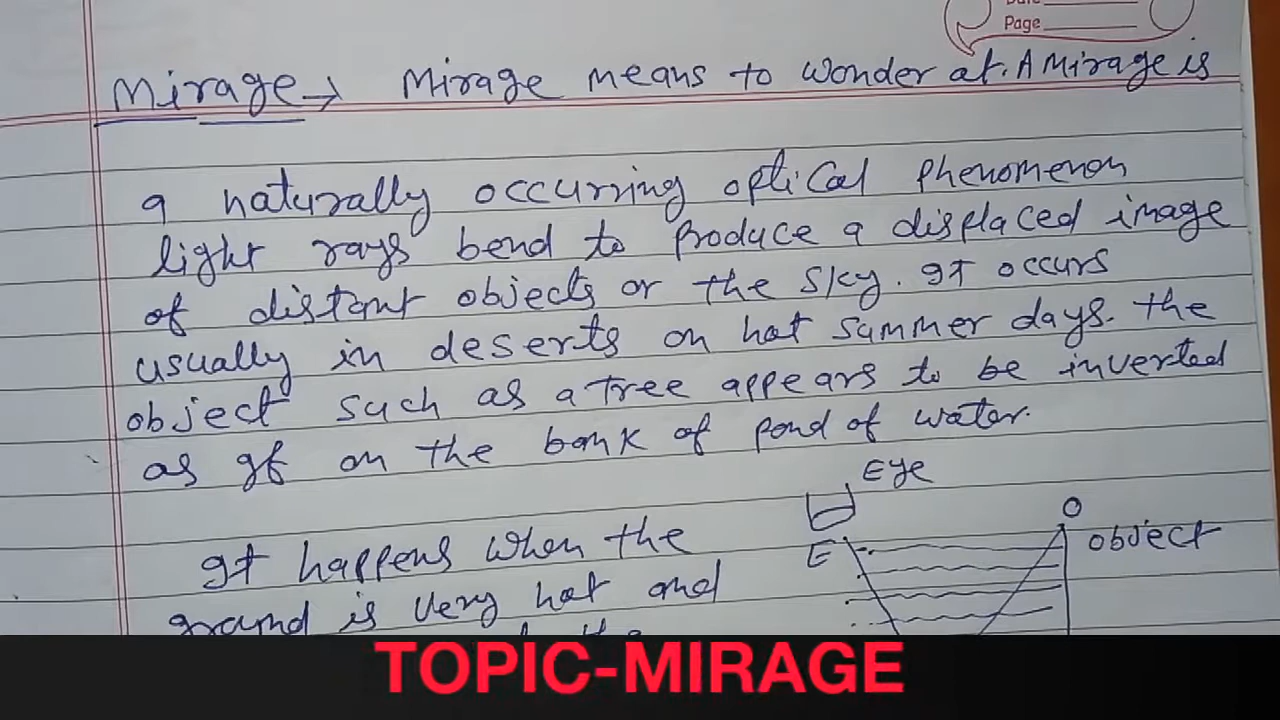 Page
Mirage → Mirage means to wonder at. A Mirage is
a naturally occurring optical Phenomenon
light rays bend to produce a displaced image
of distant objects or the sky. It occurs
usually in deserts on hot summer days. the
object such as a tree appears to be inverted
as if on the bank of pond of water.
Eye
O
E
object
It happens when the
ground is very hot and
the
TOPIC-MIRAGE